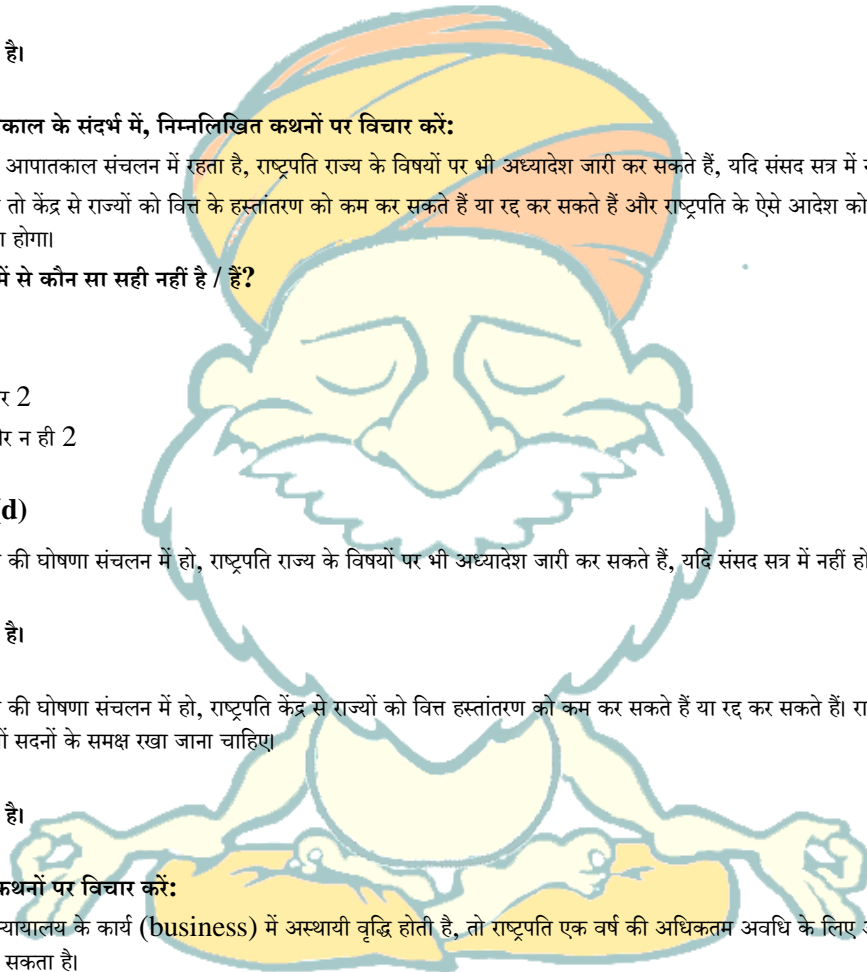 है।
काल के संदर्भ में, निम्नलिखित कथनों पर विचार करें:
आपातकाल संचलन में रहता है, राष्ट्रपति राज्य के विषयों पर भी अध्यादेश जारी कर सकते हैं, यदि संसद सत्र में
तो केंद्र से राज्यों को वित्त के हस्तांतरण को कम कर सकते हैं या रद्द कर सकते हैं और राष्ट्रपति के ऐसे आदेश को
होगा।
में से कौन सा सही नहीं है / हैं?
2
न ही 2
(d)
की घोषणा संचलन में हो, राष्ट्रपति राज्य के विषयों पर भी अध्यादेश जारी कर सकते हैं, यदि संसद सत्र में नहीं हो
है।
की घोषणा संचलन में हो, राष्ट्रपति केंद्र से राज्यों को वित्त हस्तांतरण को कम कर सकते हैं या रद्द कर सकते हैं।
सदनों के समक्ष रखा जाना चाहिए।
है।
कथनों पर विचार करें:
न्यायालय के कार्य (business) में अस्थायी वृद्धि होती है, तो राष्ट्रपति एक वर्ष की अधिकतम अवधि के लिए
सकता है।